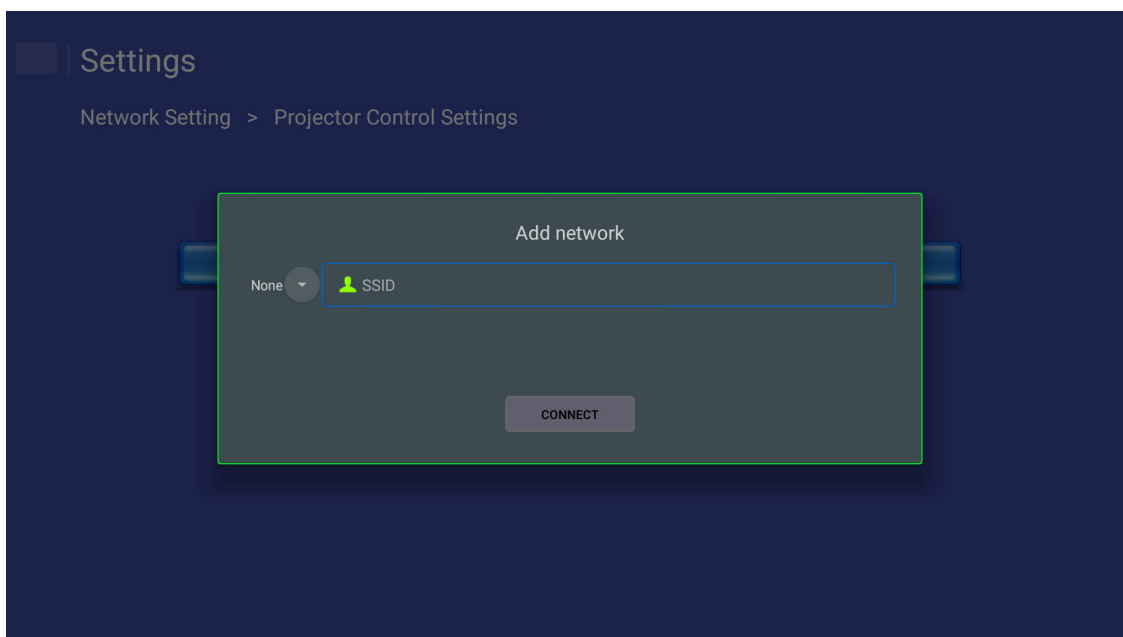 Settings
Network Setting > Projector Control Settings
Add network
None SSID
CONNECT